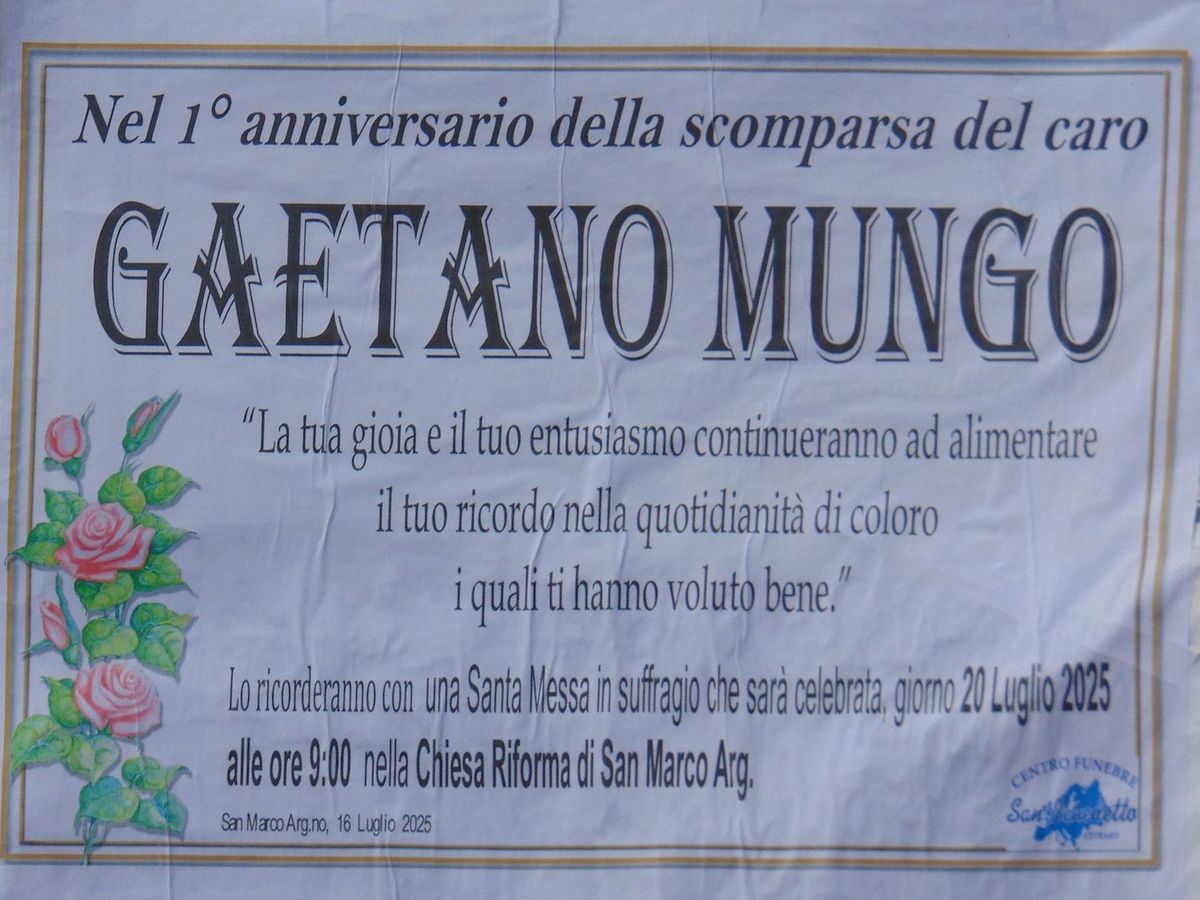 Nel 1° anniversario della scomparsa del caro
GAETANO MUNGO
“La tua gioia e il tuo entusiasmo continueranno ad alimentare
il tuo ricordo nella quotidianità di coloro
i quali ti hanno voluto bene.”
Lo ricorderanno con una Santa Messa in suffragio che sarà celebrata, giorno 20 Luglio 2025
alle ore 9:00 nella Chiesa Riforma di San Marco Arg.
San Marco Arg.no, 16 Luglio 2025
CENTRO FUNEBRE
San Benedetto
CETRARO